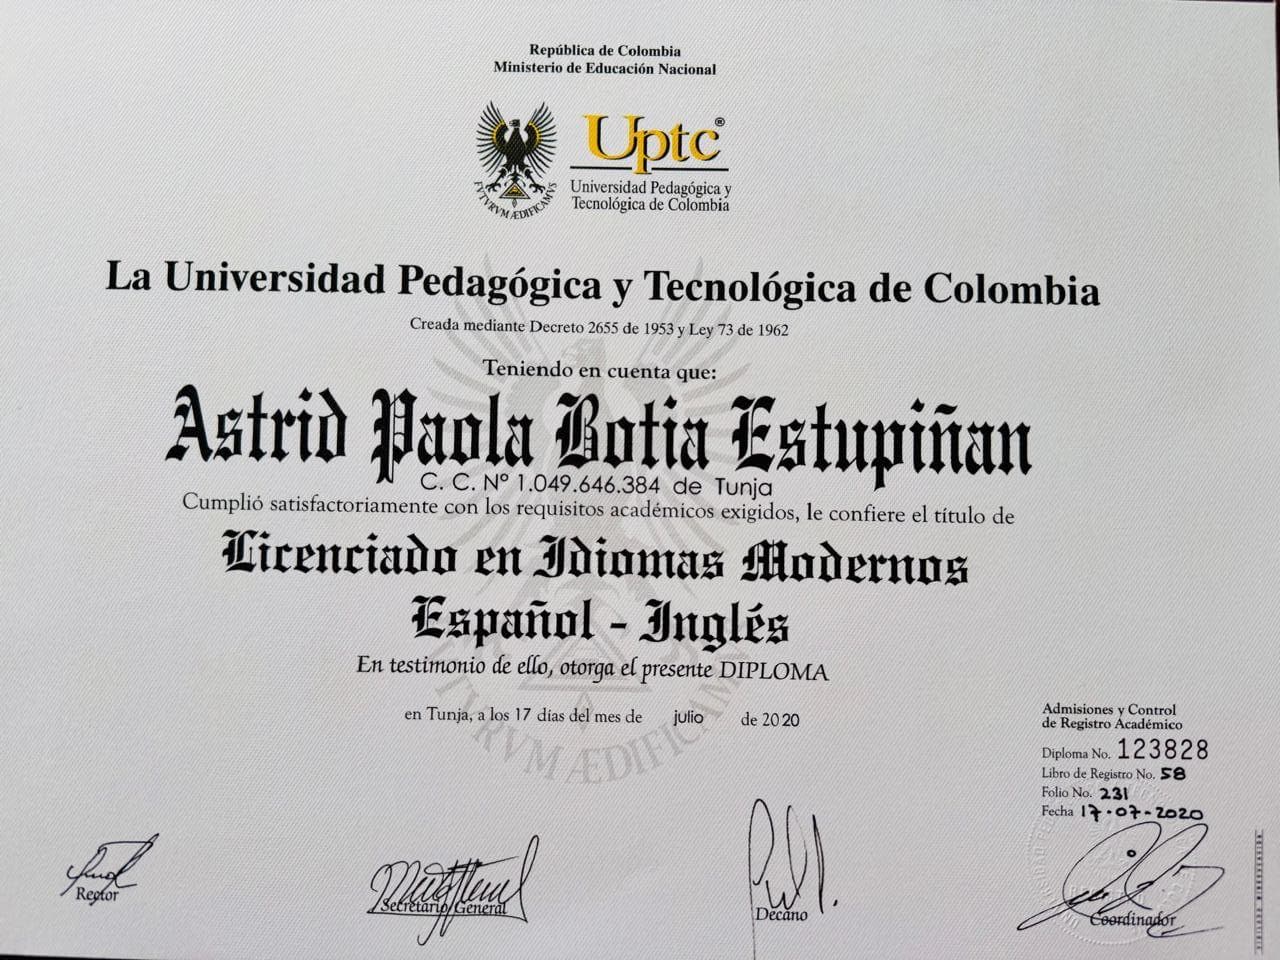 República de Colombia
Ministerio de Educación Nacional
Uptc®
Universidad Pedagógica y
Tecnológica de Colombia
FVTVRVM ÆDIFICAMVS
La Universidad Pedagógica y Tecnológica de Colombia
Creada mediante Decreto 2655 de 1953 y Ley 73 de 1962
Teniendo en cuenta que:
Astrid Paola Botia Estupiñan
C. C. Nº 1.049.646.384 de Tunja
Cumplió satisfactoriamente con los requisitos académicos exigidos, le confiere el título de
Licenciado en Idiomas Modernos
Español - Inglés
En testimonio de ello, otorga el presente DIPLOMA
en Tunja, a los 17 días del mes de julio de 2020
Admisiones y Control
de Registro Académico
Diploma No. 123828
Libro de Registro No. 58
Folio No. 231
Fecha 17-07-2020
Rector
Secretario General
Decano
Coordinador